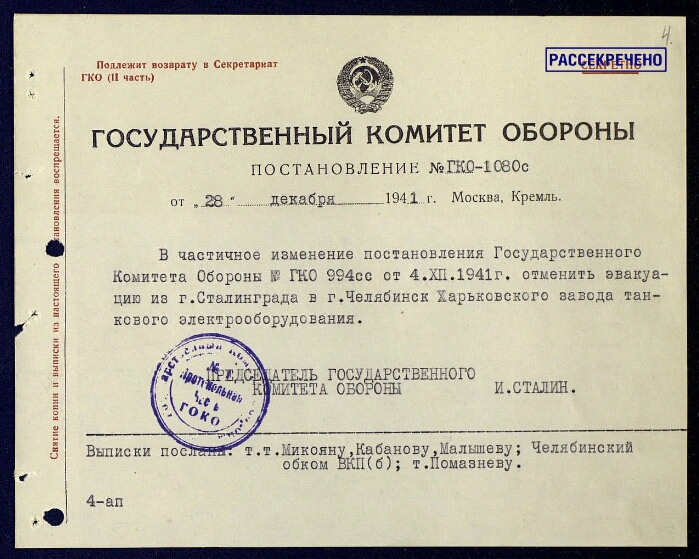 4.
Подлежит возврату в Секретариат
ГКО (II часть)
РАССЕКРЕЧЕНО
СЕКРЕТНО
ГОСУДАРСТВЕННЫЙ КОМИТЕТ ОБОРОНЫ
ПОСТАНОВЛЕНИЕ № ГКО-1080с
от „28" декабря 1941 г. Москва, Кремль.
Снятие копии и выписки из настоящего постановления воспрещается.
В частичное изменение постановления Государственного
Комитета Обороны № ГКО 994сс от 4.XII.1941г. отменить эвакуа-
цию из г.Сталинграда в г.Челябинск Харьковского завода тан-
кового электрооборудования.
ПРЕДСЕДАТЕЛЬ ГОСУДАРСТВЕННОГО
КОМИТЕТА ОБОРОНЫ И.СТАЛИН.
ГОКО
Выписки посланы: т.т.Микояну,Кабанову,Малышеву; Челябинский
обком ВКП(б); т.Помазневу.
4-ап